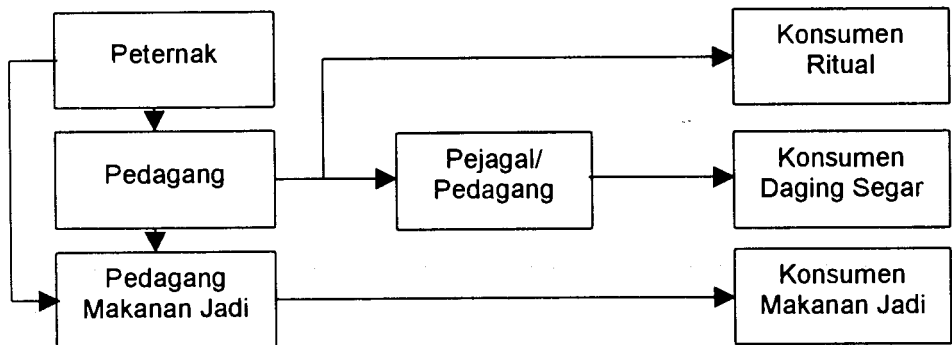 Peternak
Konsumen
Ritual
Pedagang
Pejagal/
Pedagang
Konsumen
Daging Segar
Pedagang
Makanan Jadi
Konsumen
Makanan Jadi